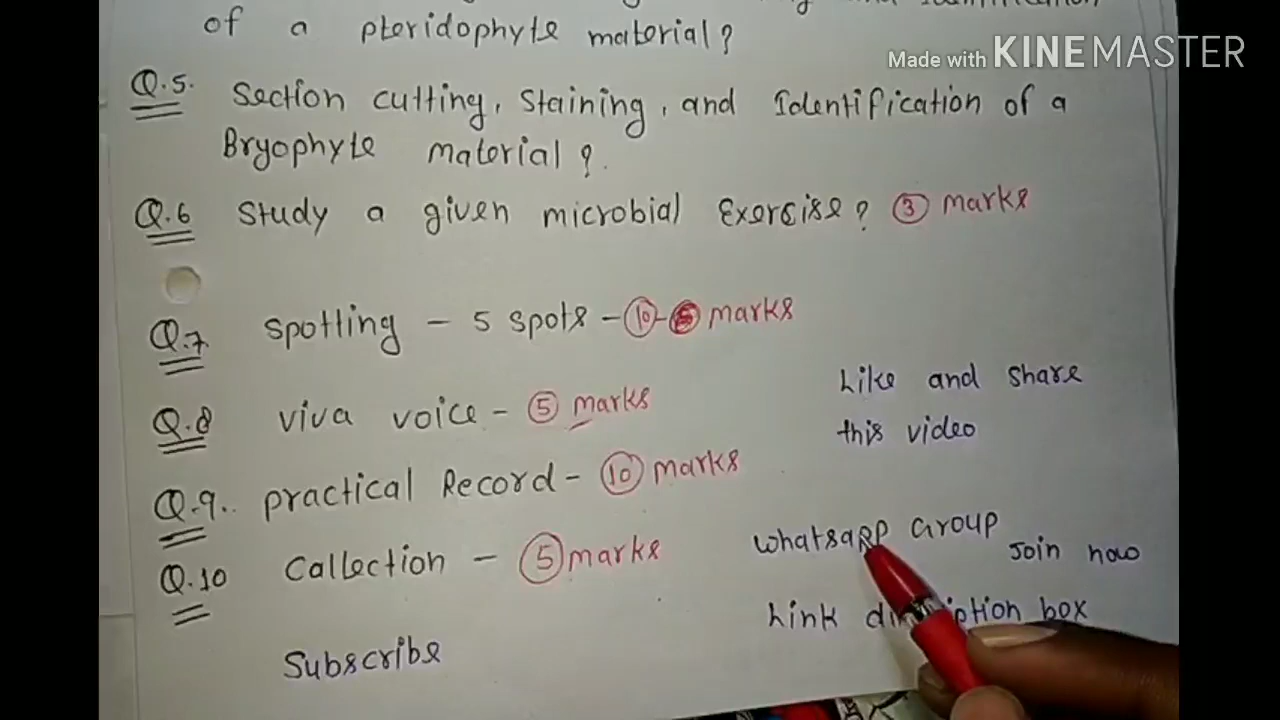 of a pteridophyte material?
Made with KINEMASTER
Q.5. Section cutting, Staining, and Identification of a
Bryophyte material?
Q.6 Study a given microbial Exercise? 3 marks
Q.7 Spotting - 5 spots - 10 - marks
Q.8 viva voice - 5 marks
Like and share
this video
Q.9. practical Record - 10 marks
Q.10 Collection - 5 marks
Whatsapp Group
Join now
Link box
Subscribe